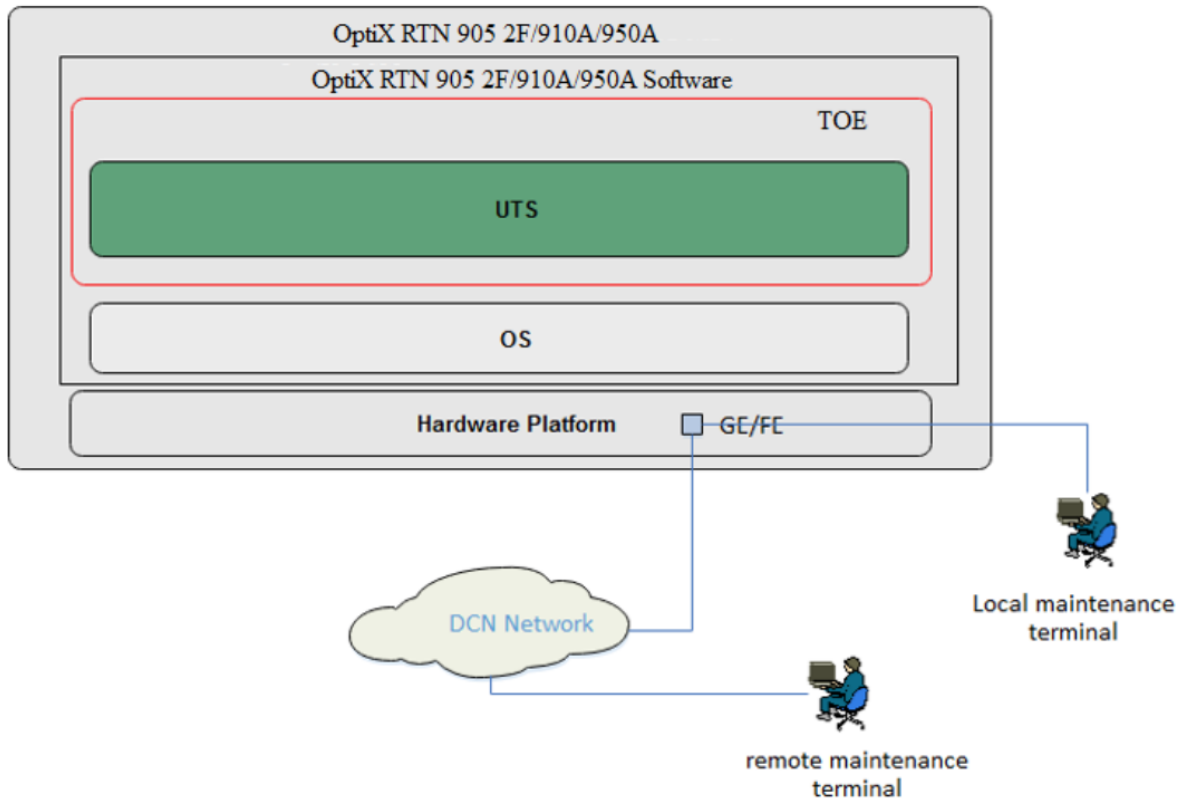 OptiX RTN 905 2F/910A/950A
OptiX RTN 905 2F/910A/950A Software
TOE
UTS
OS
Hardware Platform
GE/FE
Local maintenance
terminal
DCN Network
remote maintenance
terminal